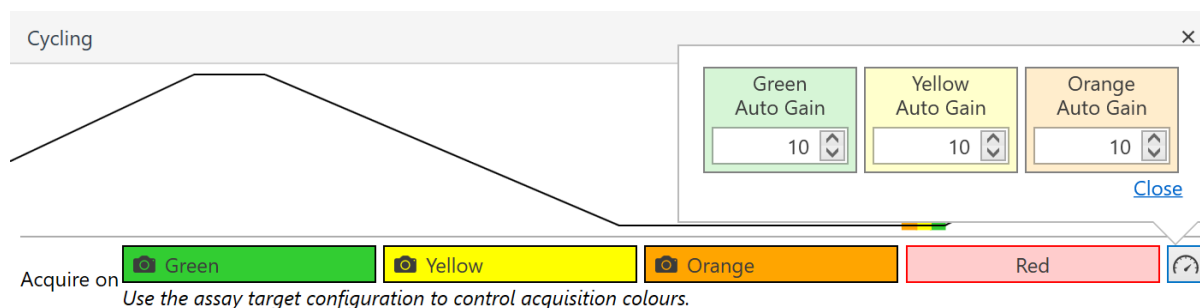 Cycling
Green
Auto Gain
10
Yellow
Auto Gain
10
Orange
Auto Gain
10
Close
Acquire on
Green
Yellow
Orange
Red
Use the assay target configuration to control acquisition colours.